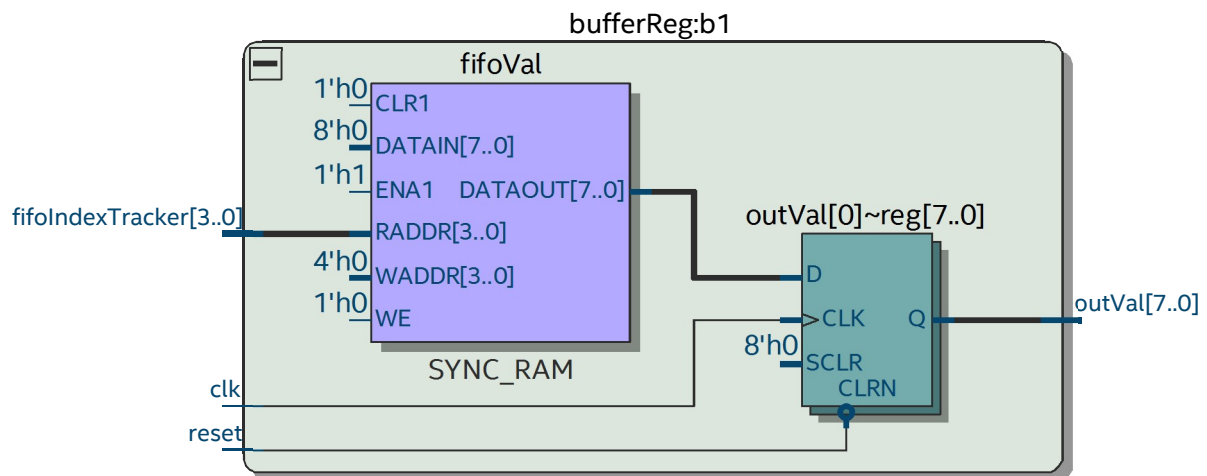 bufferReg:b1
fifoVal
1'h0
CLR1
8'h0
DATAIN[7..0]
1'h1
ENA1 DATAOUT[7..0]
fifoIndexTracker[3..0]
RADDR[3..0]
4'h0
WADDR[3..0]
1'h0
WE
SYNC_RAM
outVal[0]~reg[7..0]
D
CLK Q
8'h0
SCLR
CLRN
outVal[7..0]
clk
reset